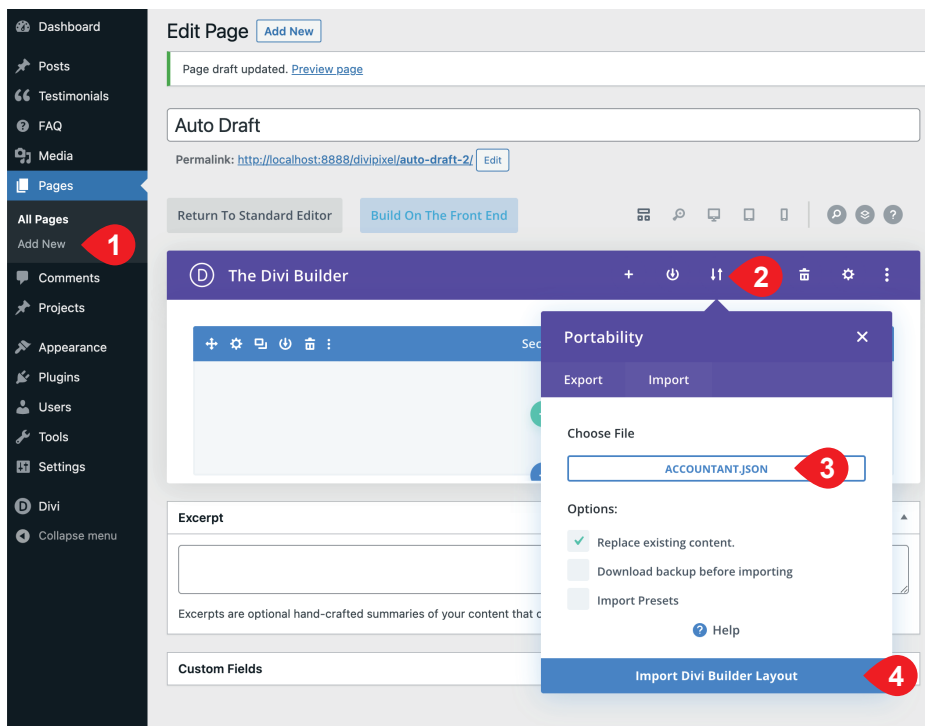 Dashboard
Posts
Testimonials
FAQ
Media
Pages
All Pages
Add New
1
Comments
Projects
Appearance
Plugins
Users
Tools
Settings
Divi
Collapse menu
Edit Page Add New
Page draft updated. Preview page
Auto Draft
Permalink: http://localhost:8888/divipixel/auto-draft-2/ Edit
Return To Standard Editor Build On The Front End
D The Divi Builder
2
Portability
Export Import
Choose File
ACCOUNTANT.JSON 3
Options:
Replace existing content.
Download backup before importing
Import Presets
Help
Import Divi Builder Layout 4
Excerpt
Excerpts are optional hand-crafted summaries of your content that
Custom Fields